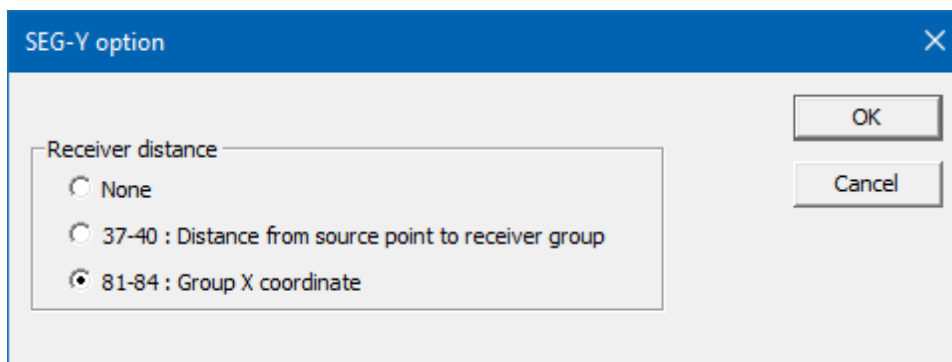 SEG-Y option
OK
Receiver distance
None
Cancel
37-40 : Distance from source point to receiver group
81-84 : Group X coordinate